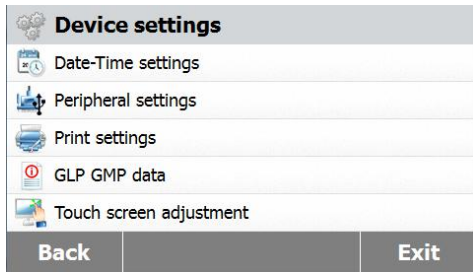 Device settings
Date-Time settings
Peripheral settings
Print settings
GLP GMP data
Touch screen adjustment
Back Exit